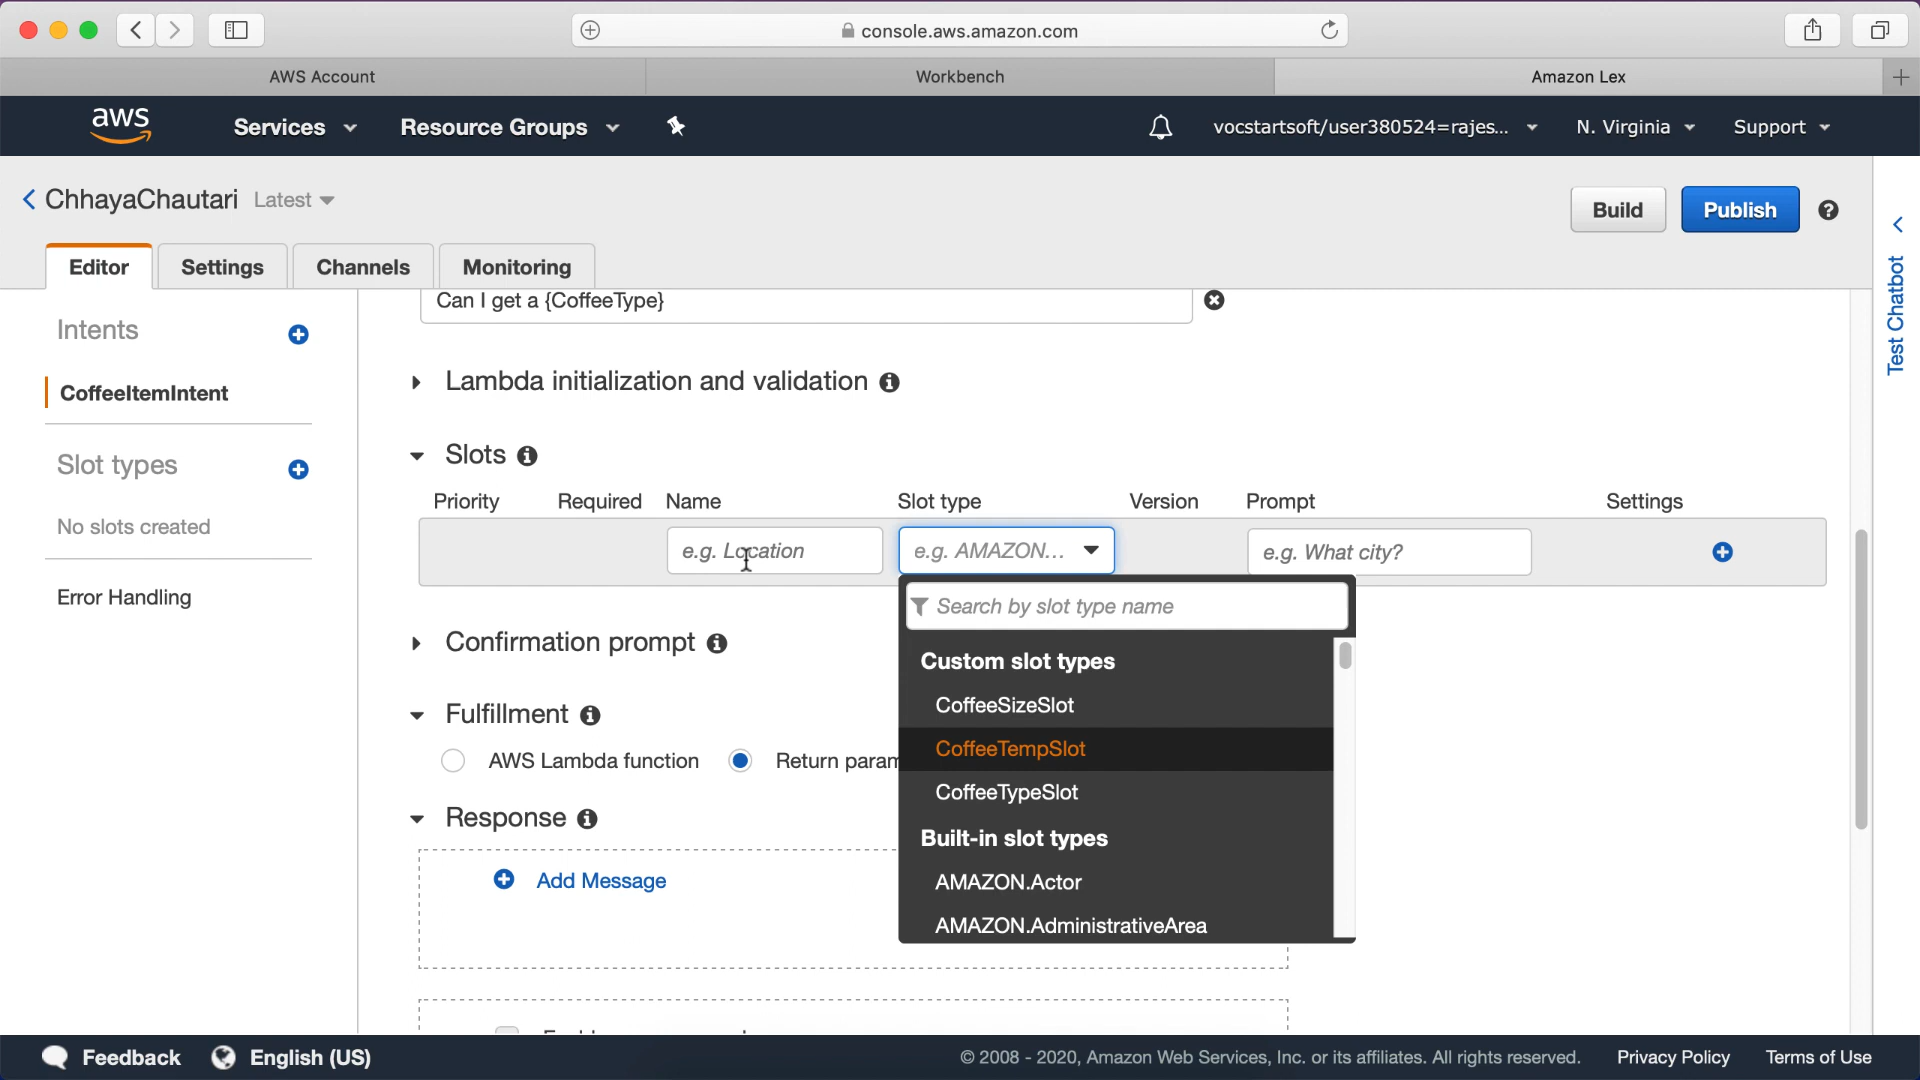 console.aws.amazon.com
AWS Account
Workbench
Amazon Lex
aws
Services
Resource Groups
vocstartsoft/user380524=rajes...
N. Virginia
Support
ChhayaChautari
Latest
Build
Publish
Editor
Settings
Channels
Monitoring
Test Chatbot
Intents
CoffeeItemIntent
Slot types
No slots created
Error Handling
Can I get a {CoffeeType}
Lambda initialization and validation
Slots
Priority Required Name Slot type Version Prompt Settings
e.g. Location
e.g. AMAZON...
e.g. What city?
Search by slot type name
Custom slot types
CoffeeSizeSlot
CoffeeTempSlot
CoffeeTypeSlot
Built-in slot types
AMAZON.Actor
AMAZON.AdministrativeArea
Confirmation prompt
Fulfillment
AWS Lambda function
Return param
Response
Add Message
Feedback
English (US)
© 2008 - 2020, Amazon Web Services, Inc. or its affiliates. All rights reserved.
Privacy Policy
Terms of Use